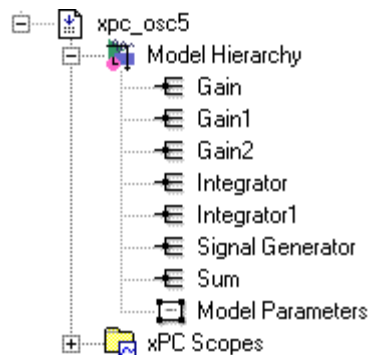 xpc_osc5
Model Hierarchy
Gain
Gain1
Gain2
Integrator
Integrator1
Signal Generator
Sum
Model Parameters
xPC Scopes